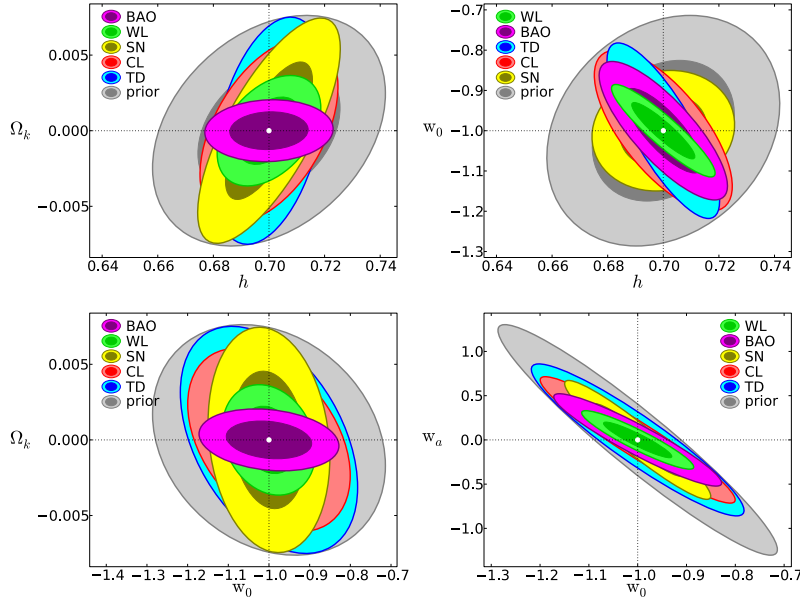 BAO
WL
SN
CL
TD
prior
0.005
0.000
−0.005
Ω_k
0.64 0.66 0.68 0.70 0.72 0.74
h
WL
BAO
TD
CL
SN
prior
−0.7
−0.8
−0.9
−1.0
−1.1
−1.2
−1.3
w_0
0.64 0.66 0.68 0.70 0.72 0.74
h
BAO
WL
SN
CL
TD
prior
0.005
0.000
−0.005
Ω_k
−1.4 −1.3 −1.2 −1.1 −1.0 −0.9 −0.8 −0.7
w_0
WL
BAO
SN
CL
TD
prior
1.0
0.5
0.0
−0.5
−1.0
w_a
−1.3 −1.2 −1.1 −1.0 −0.9 −0.8 −0.7
w_0